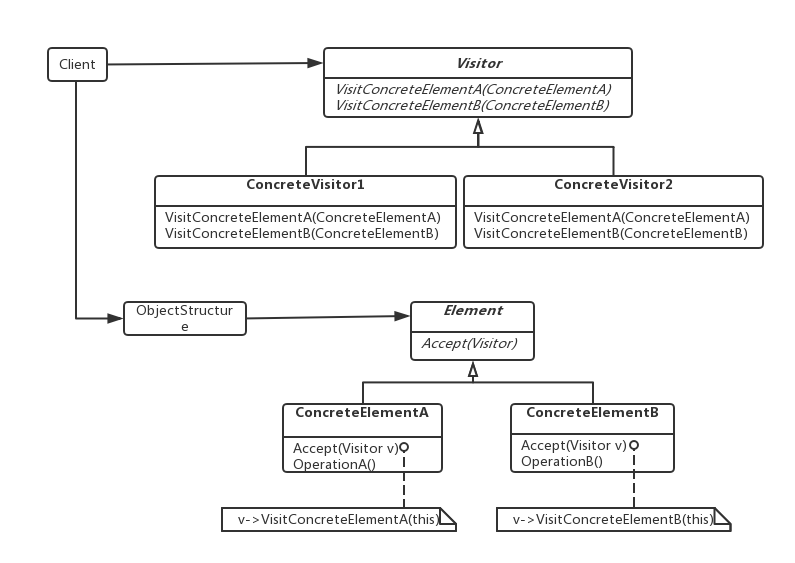 Client
Visitor
VisitConcreteElementA(ConcreteElementA)
VisitConcreteElementB(ConcreteElementB)
ConcreteVisitor1
VisitConcreteElementA(ConcreteElementA)
VisitConcreteElementB(ConcreteElementB)
ConcreteVisitor2
VisitConcreteElementA(ConcreteElementA)
VisitConcreteElementB(ConcreteElementB)
ObjectStructur
e
Element
Accept(Visitor)
ConcreteElementA
Accept(Visitor v)
OperationA()
ConcreteElementB
Accept(Visitor v)
OperationB()
v->VisitConcreteElementA(this)
v->VisitConcreteElementB(this)